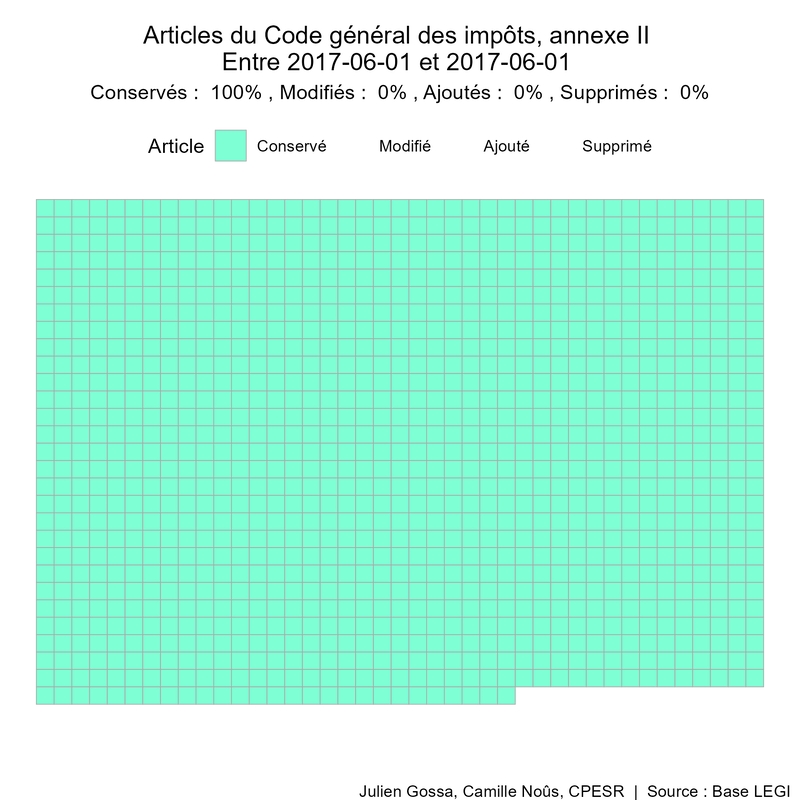 Articles du Code général des impôts, annexe II
Entre 2017-06-01 et 2017-06-01
Conservés :  100% , Modifiés :  0% , Ajoutés :  0% , Supprimés :  0%
Article Conservé Modifié Ajouté Supprimé
Julien Gossa, Camille Noûs, CPESR | Source : Base LEGI